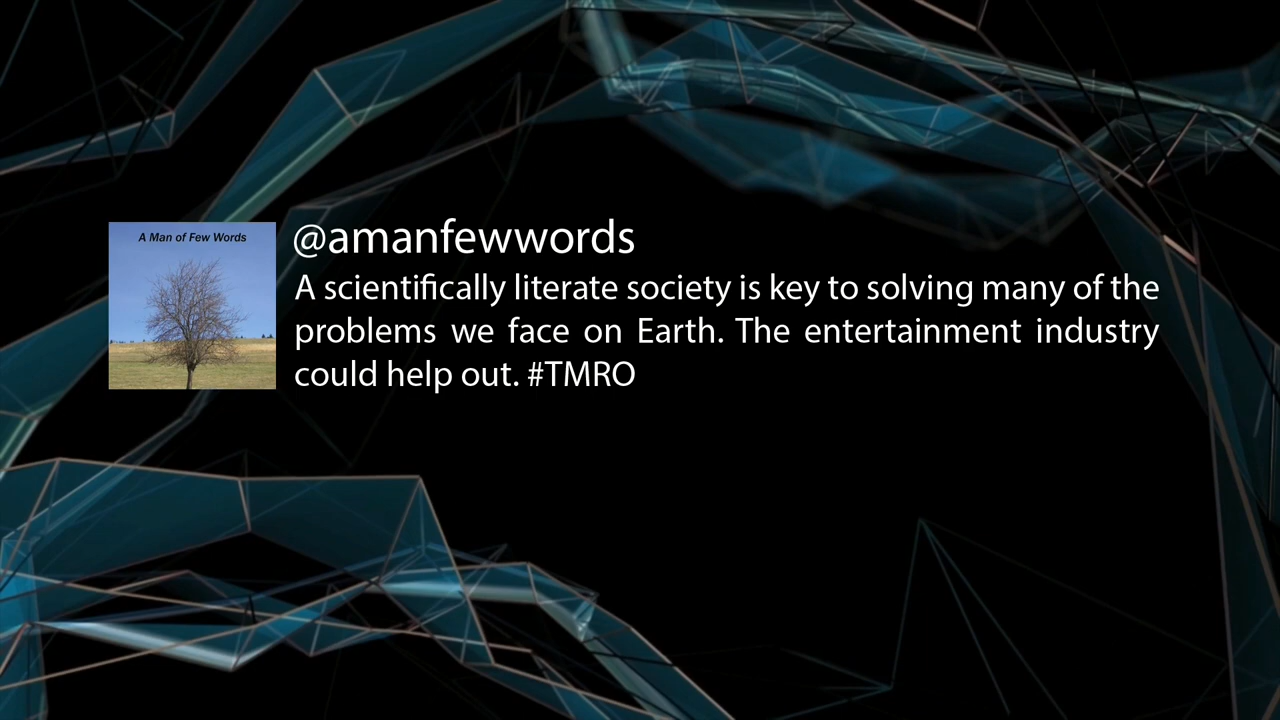 A Man of Few Words
@amanfewwords
A scientifically literate society is key to solving many of the
problems we face on Earth. The entertainment industry
could help out. #TMRO